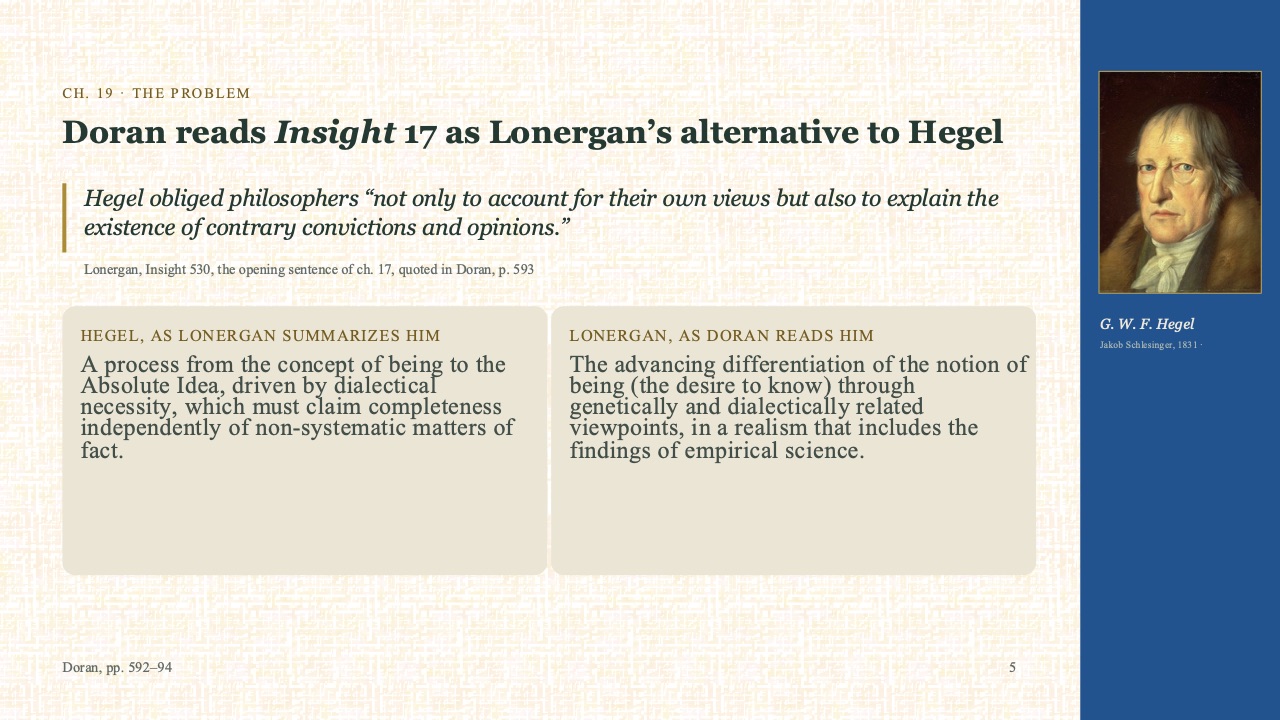 CH. 19 · THE PROBLEM
Doran reads Insight 17 as Lonergan’s alternative to Hegel
Hegel obliged philosophers “not only to account for their own views but also to explain the
existence of contrary convictions and opinions.”
Lonergan, Insight 530, the opening sentence of ch. 17, quoted in Doran, p. 593
HEGEL, AS LONERGAN SUMMARIZES HIM
A process from the concept of being to the
Absolute Idea, driven by dialectical
necessity, which must claim completeness
independently of non-systematic matters of
fact.
LONERGAN, AS DORAN READS HIM
The advancing differentiation of the notion of
being (the desire to know) through
genetically and dialectically related
viewpoints, in a realism that includes the
findings of empirical science.
G. W. F. Hegel
Jakob Schlesinger, 1831 ·
Doran, pp. 592–94
5